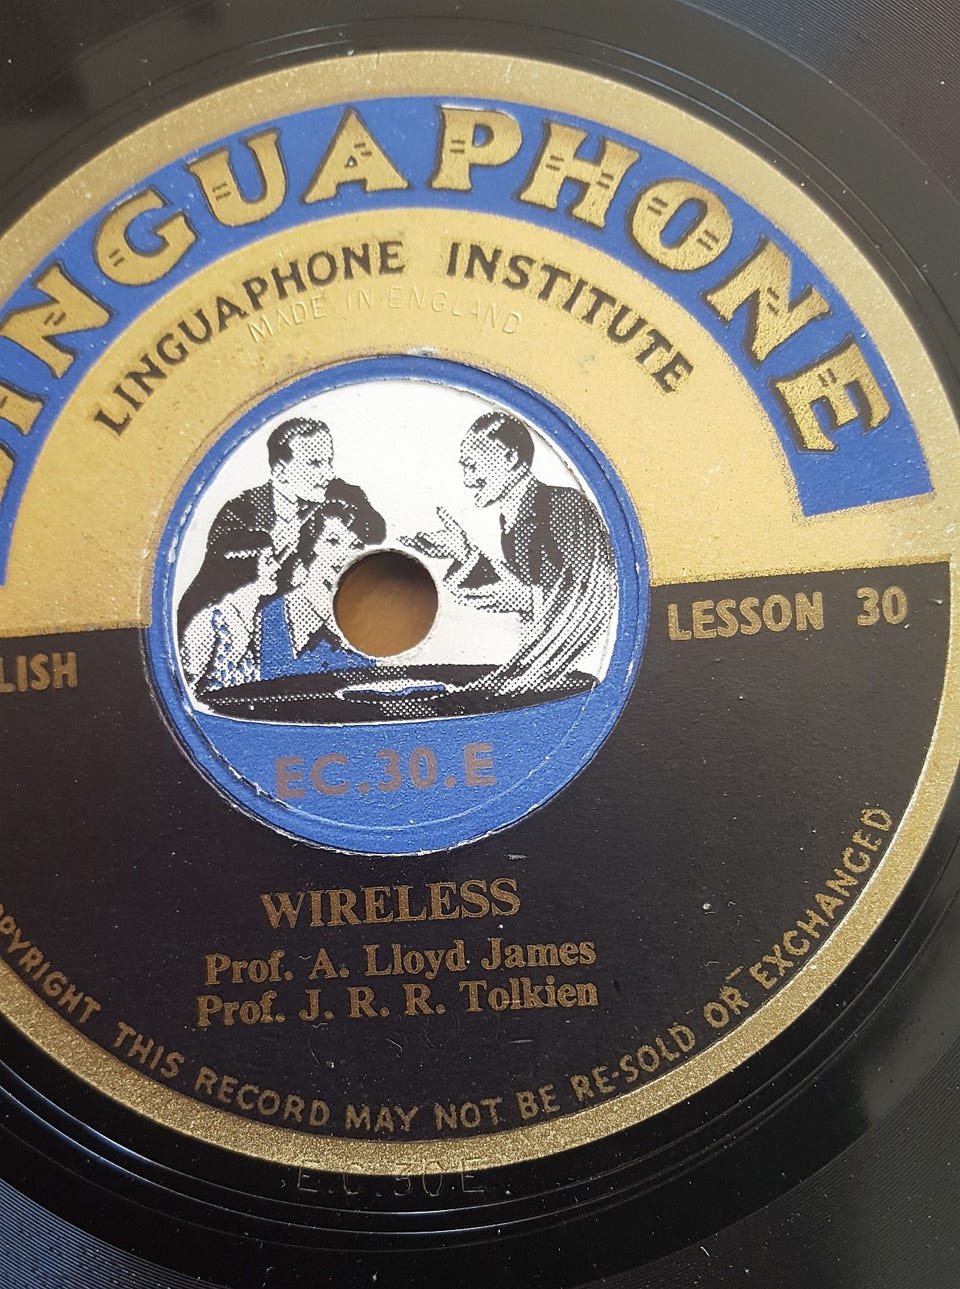 LINGUAPHONE
LINGUAPHONE INSTITUTE
MADE IN ENGLAND
LISH
LESSON 30
EC.30.E
WIRELESS
Prof. A. Lloyd James
Prof. J. R. R. Tolkien
PYRIGHT THIS RECORD MAY NOT BE RE-SOLD OR EXCHANGED
E.C.30.E.